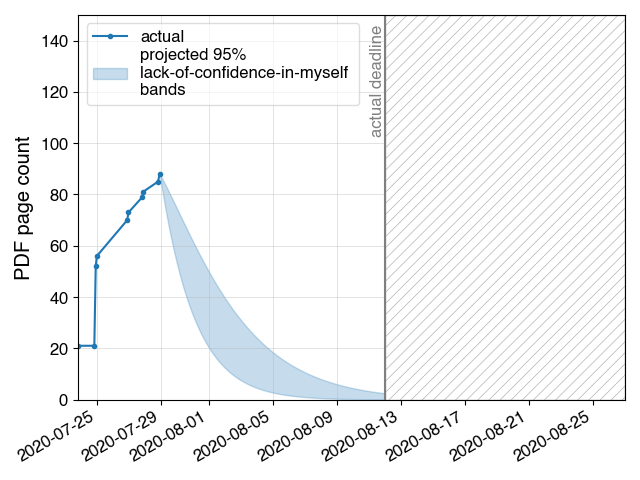 actual
projected 95%
lack-of-confidence-in-myself
bands
actual deadline
PDF page count
140
120
100
80
60
40
20
0
2020-07-25
2020-07-29
2020-08-01
2020-08-05
2020-08-09
2020-08-13
2020-08-17
2020-08-21
2020-08-25